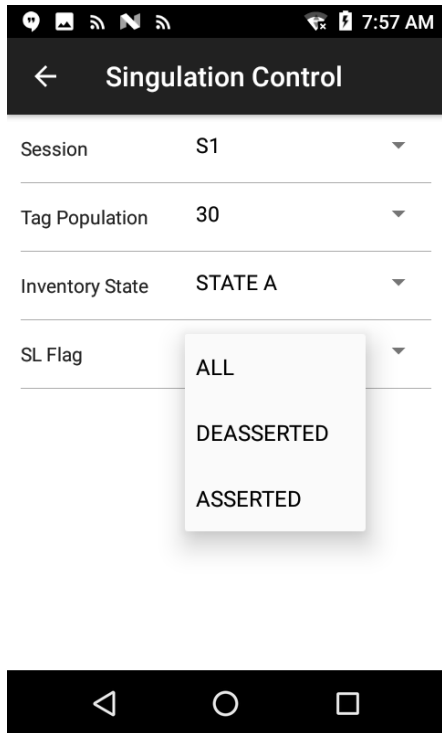 7:57 AM
Singulation Control
Session S1
Tag Population 30
Inventory State STATE A
SL Flag
ALL
DEASSERTED
ASSERTED